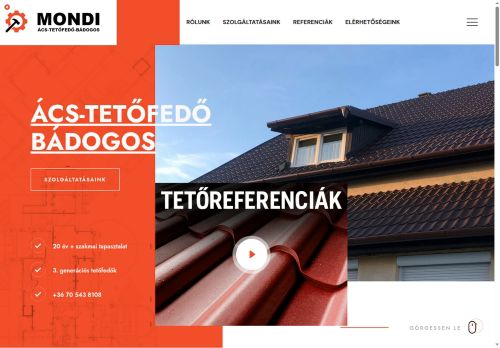 MONDI
ÁCS-TETŐFEDŐ-BÁDOGOS
RÓLUNK
SZOLGÁLTATÁSAINK
REFERENCIÁK
ELÉRHETŐSÉGEINK
ÁCS-TETŐFEDŐ
BÁDOGOS
SZOLGÁLTATÁSAINK
TETŐREFERENCIÁK
20 év + szakmai tapasztalat
3. generációs tetőfedők
+36 70 543 8108
GÖRGESSEN LE